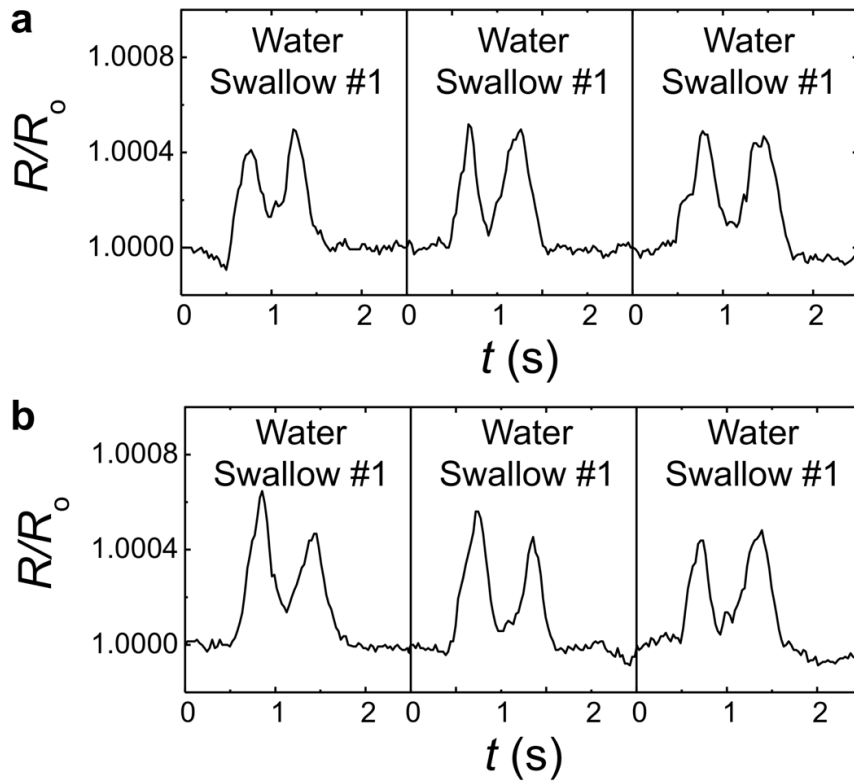 a
Water Water Water
Swallow #1 Swallow #1 Swallow #1
1.0008
1.0004
1.0000
R/Ro
0 1 2 0 1 2 0 1 2
t (s)
b
Water Water Water
Swallow #1 Swallow #1 Swallow #1
1.0008
1.0004
1.0000
R/Ro
0 1 2 0 1 2 0 1 2
t (s)